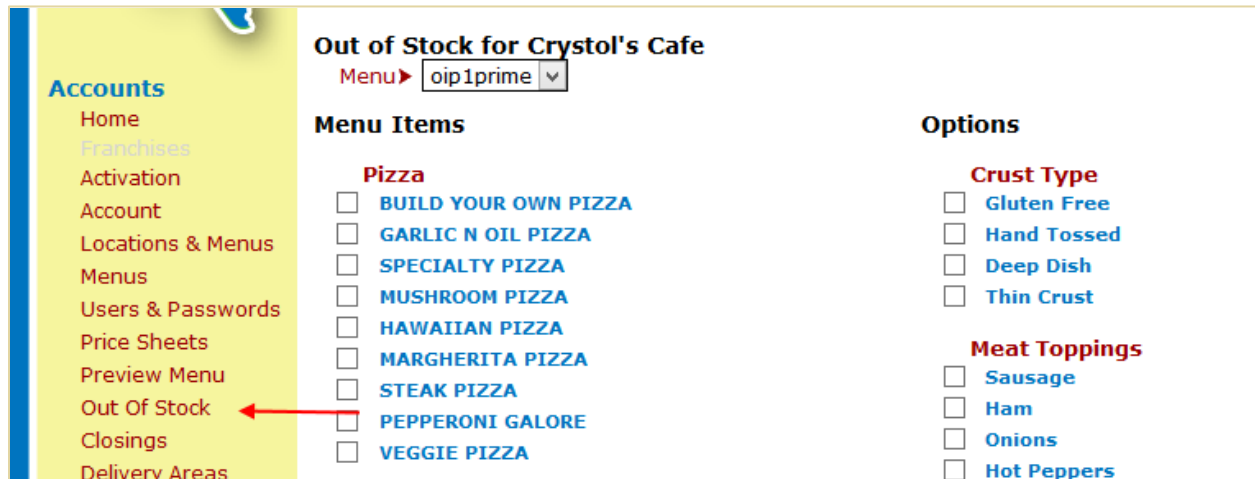 Accounts
Home
Franchises
Activation
Account
Locations & Menus
Menus
Users & Passwords
Price Sheets
Preview Menu
Out Of Stock
Closings
Delivery Areas
Out of Stock for Crystol's Cafe
Menu oip1prime
Menu Items
Pizza
BUILD YOUR OWN PIZZA
GARLIC N OIL PIZZA
SPECIALTY PIZZA
MUSHROOM PIZZA
HAWAIIAN PIZZA
MARGHERITA PIZZA
STEAK PIZZA
PEPPERONI GALORE
VEGGIE PIZZA
Options
Crust Type
Gluten Free
Hand Tossed
Deep Dish
Thin Crust
Meat Toppings
Sausage
Ham
Onions
Hot Peppers